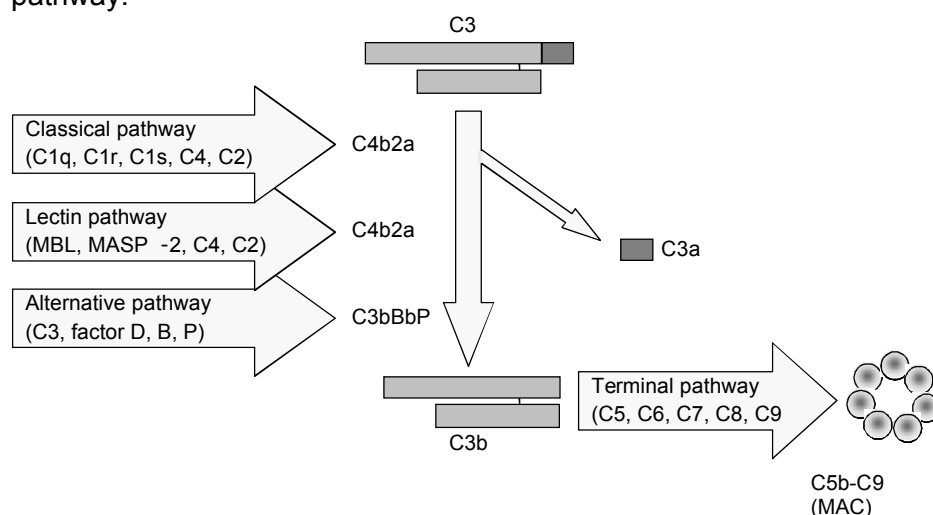 pathway.
C3
Classical pathway
(C1q, C1r, C1s, C4, C2)
C4b2a
Lectin pathway
(MBL, MASP -2, C4, C2)
C4b2a
C3a
Alternative pathway
(C3, factor D, B, P)
C3bBbP
Terminal pathway
(C5, C6, C7, C8, C9
C3b
C5b-C9
(MAC)